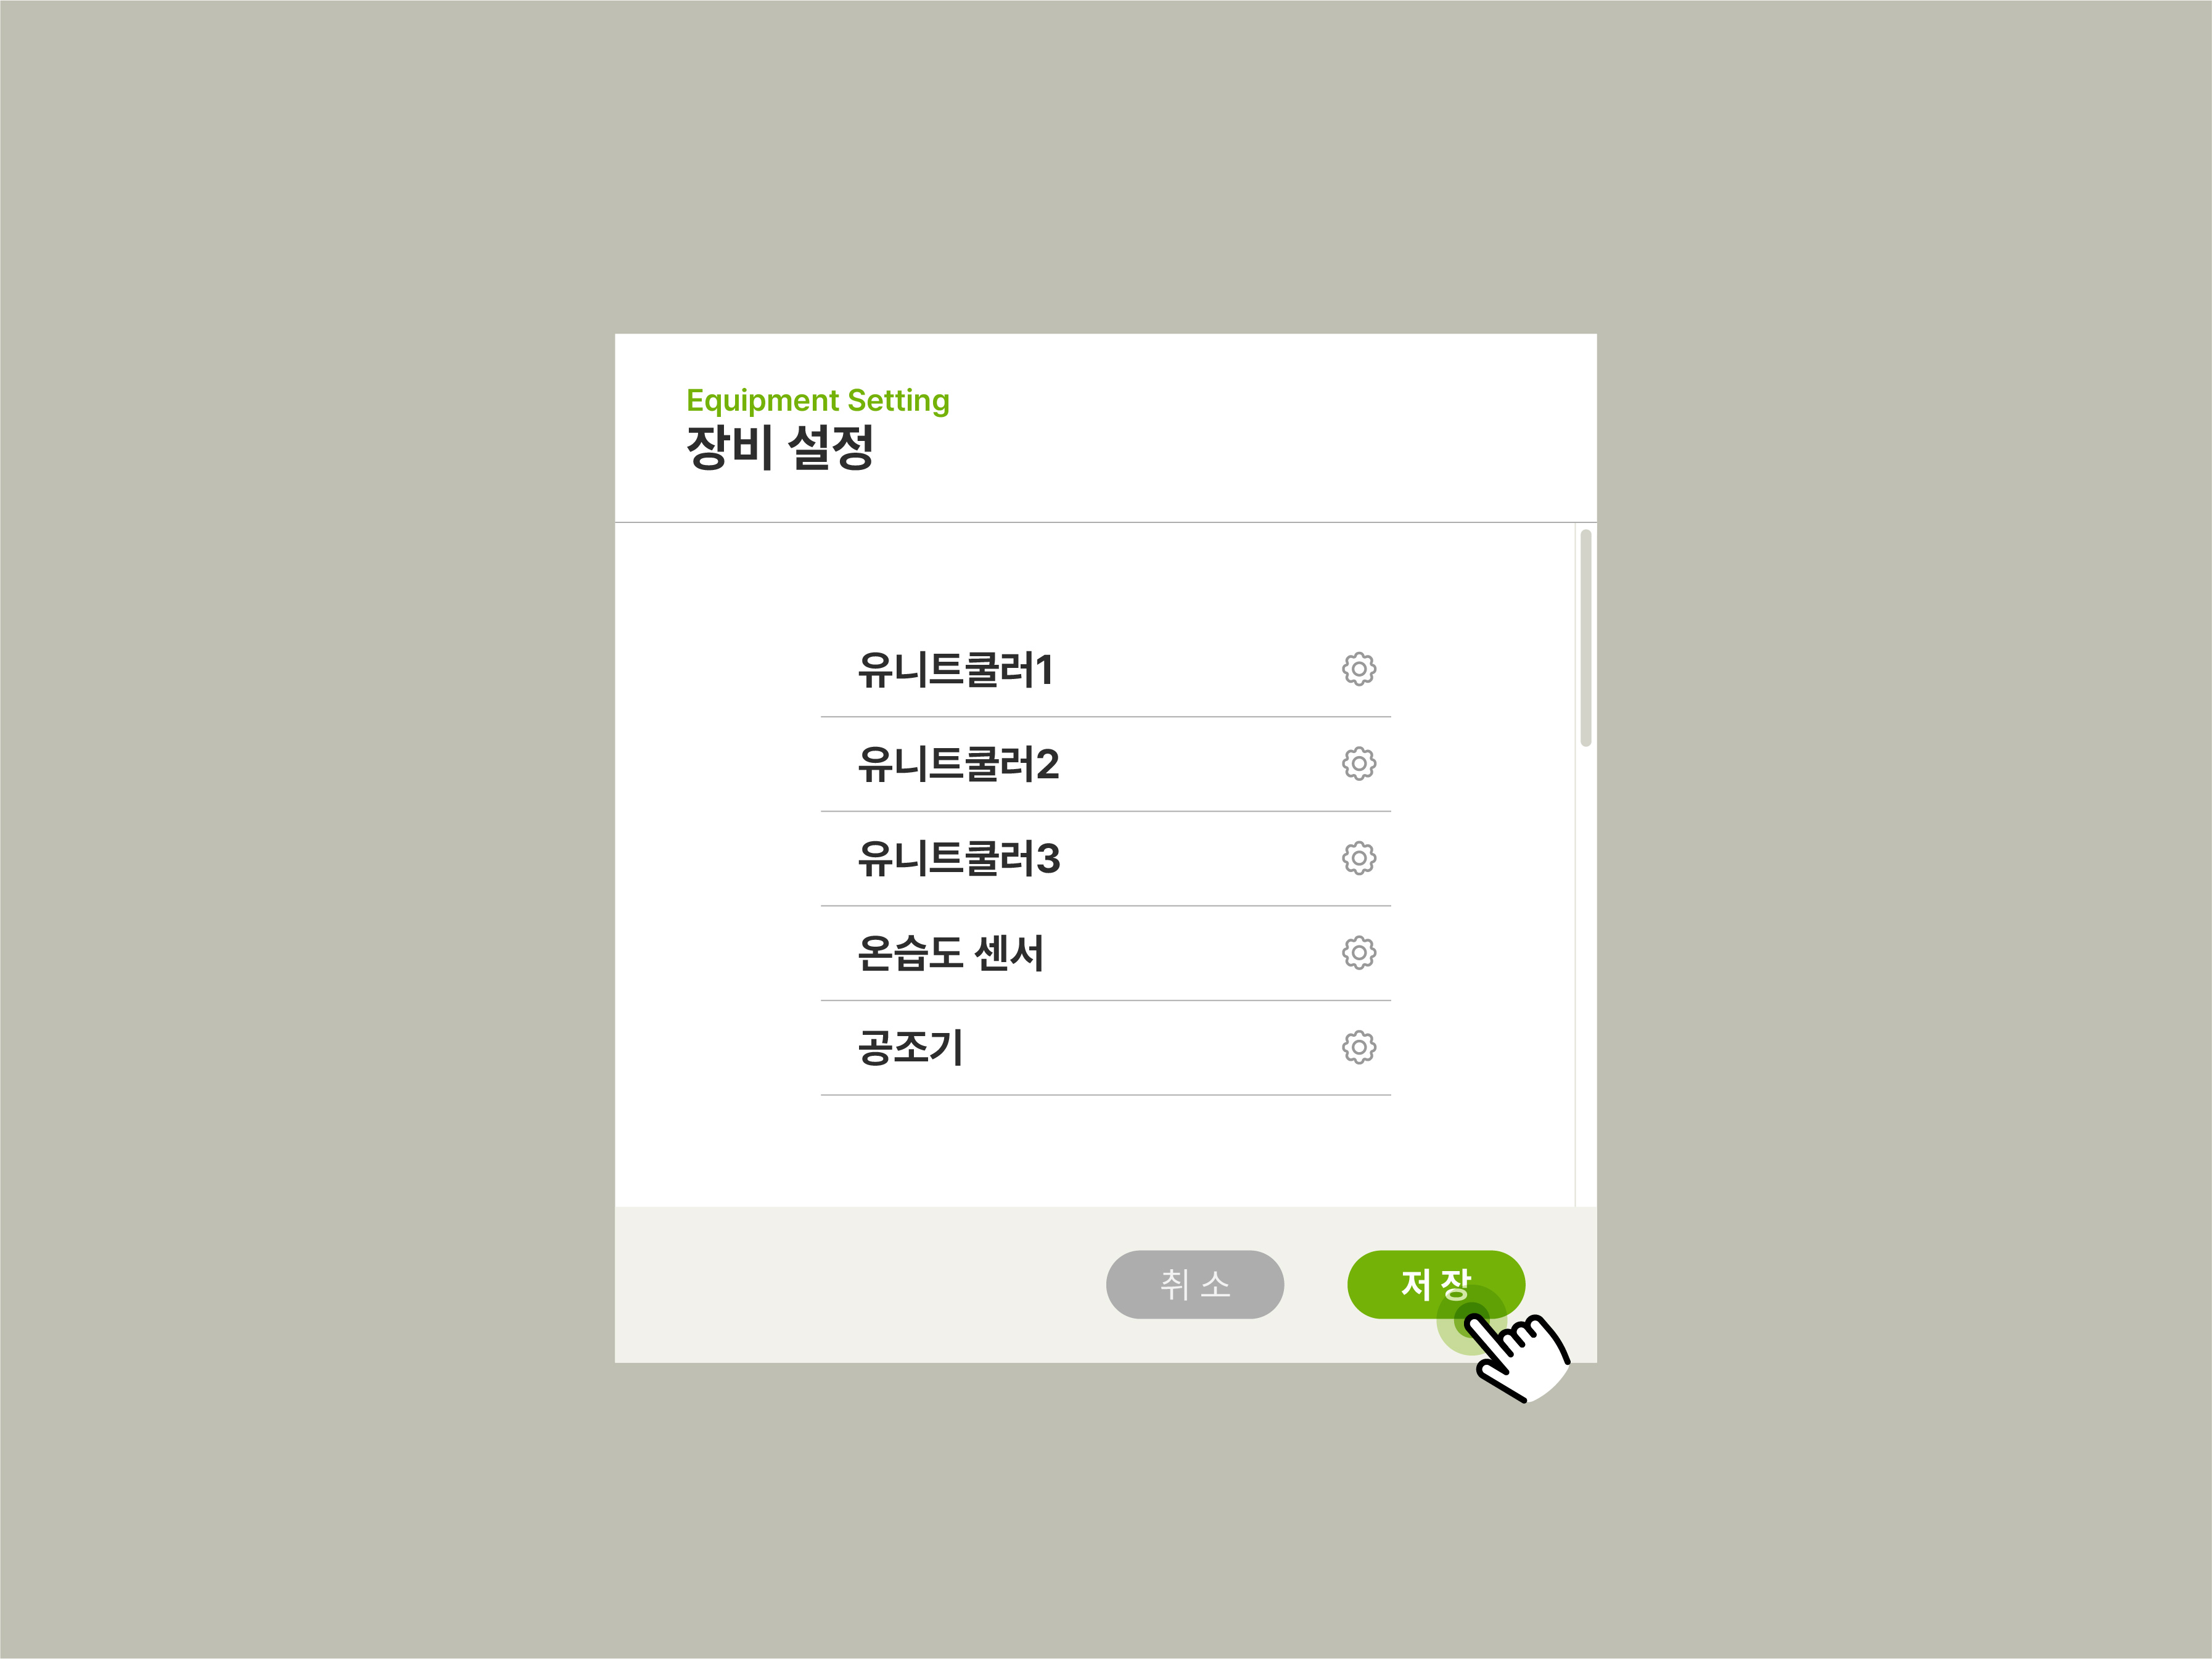 Equipment Setting
장비 설정
유니트쿨러1
유니트쿨러2
유니트쿨러3
온습도 센서
공조기
취 소
저 장